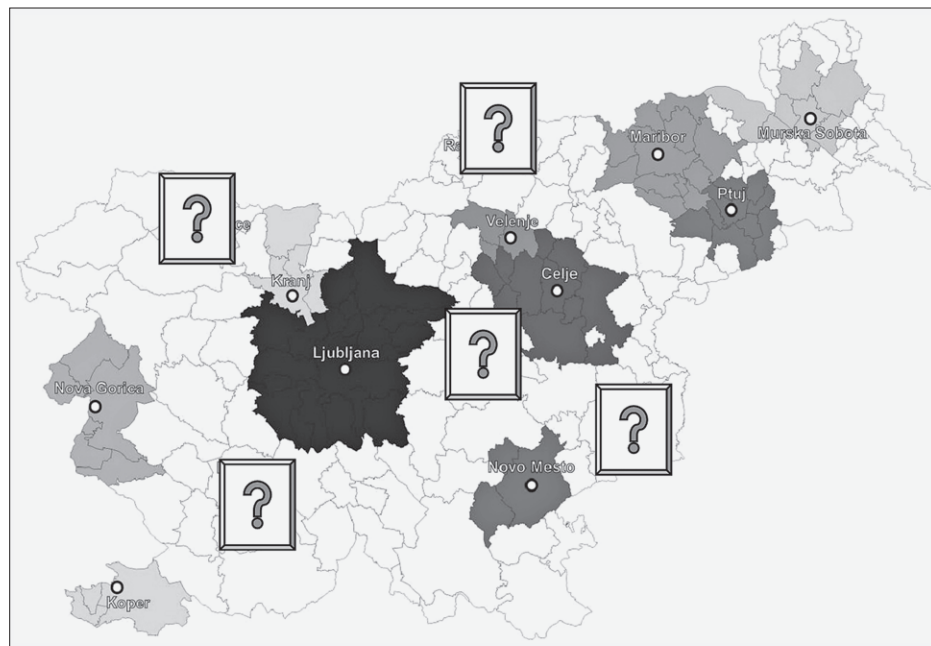 ?
Maribor
Murska Sobota
?
Ptuj
Velenje
Kranj
Celje
Ljubljana
?
Nova Gorica
?
Novo Mesto
?
Koper